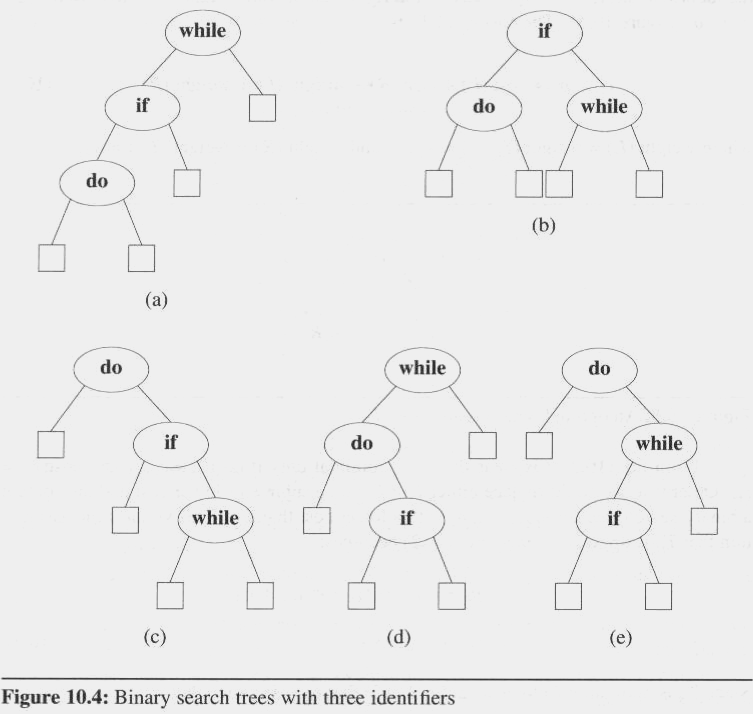 while
if
do
(a)
if
do while
(b)
do
if
while
(c)
while
do
if
(d)
do
while
if
(e)
Figure 10.4: Binary search trees with three identifiers